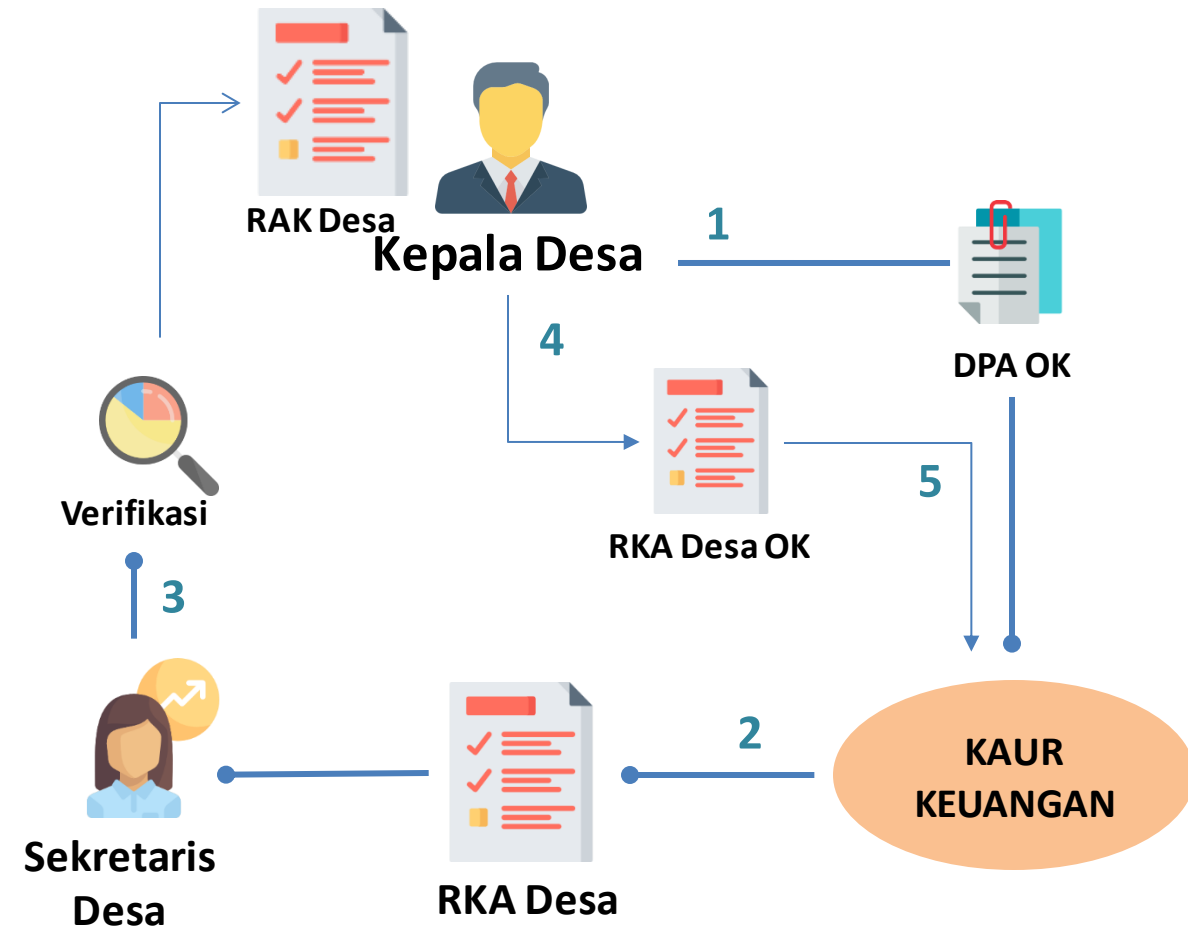 RAK Desa
Kepala Desa
1
DPA OK
4
RKA Desa OK
5
Verifikasi
3
Sekretaris
Desa
RKA Desa
2
KAUR
KEUANGAN